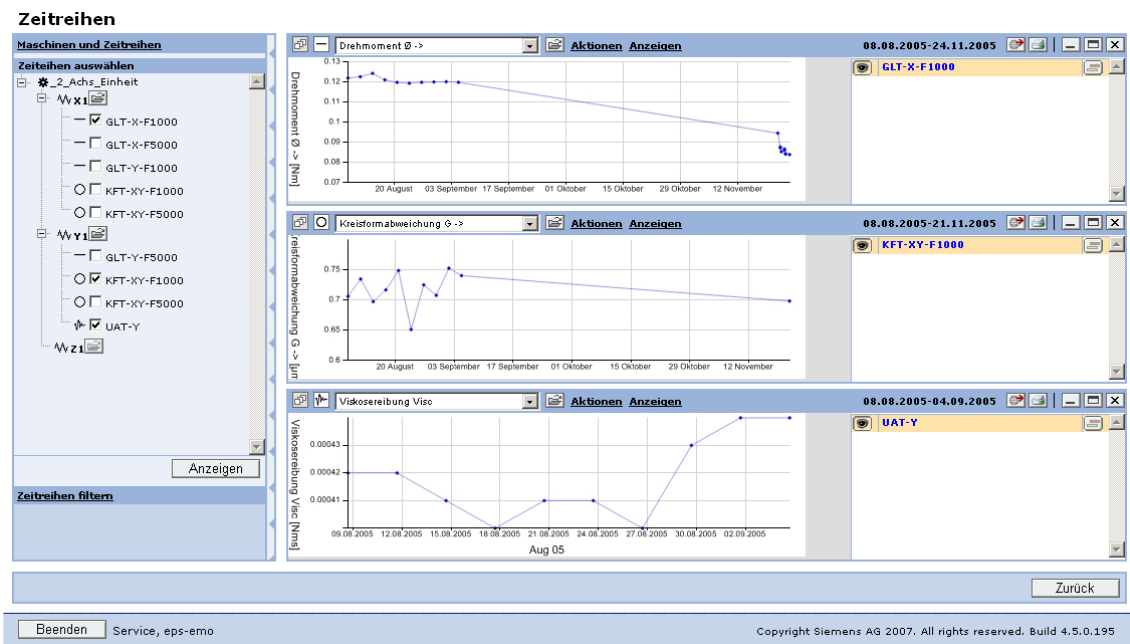 Zeitreihen
Maschinen und Zeitreihen
Zeiteihen auswählen
_2_Achs_Einheit
X1
GLT-X-F1000
GLT-X-F5000
GLT-Y-F1000
KFT-XY-F1000
KFT-XY-F5000
Y1
GLT-Y-F5000
KFT-XY-F1000
KFT-XY-F5000
UAT-Y
Z1
Anzeigen
Zeitreihen filtern
Drehmoment Ø -> Aktionen Anzeigen 08.08.2005-24.11.2005
GLT-X-F1000
Drehmoment Ø -> [Nm]
0.13
0.12
0.11
0.1
0.09
0.08
0.07
20 August 03 September 17 September 01 Oktober 15 Oktober 29 Oktober 12 November
Kreisformabweichung G -> Aktionen Anzeigen 08.08.2005-21.11.2005
KFT-XY-F1000
reisformabweichung G -> [µm
0.75
0.7
0.65
0.6
20 August 03 September 17 September 01 Oktober 15 Oktober 29 Oktober 12 November
Viskosereibung Visc Aktionen Anzeigen 08.08.2005-04.09.2005
UAT-Y
Viskosereibung Visc [Nms]
0.00043
0.00042
0.00041
09.08.2005 12.08.2005 15.08.2005 18.08.2005 21.08.2005 24.08.2005 27.08.2005 30.08.2005 02.09.2005
Aug 05
Zurück
Beenden Service, eps-emo Copyright Siemens AG 2007. All rights reserved. Build 4.5.0.195